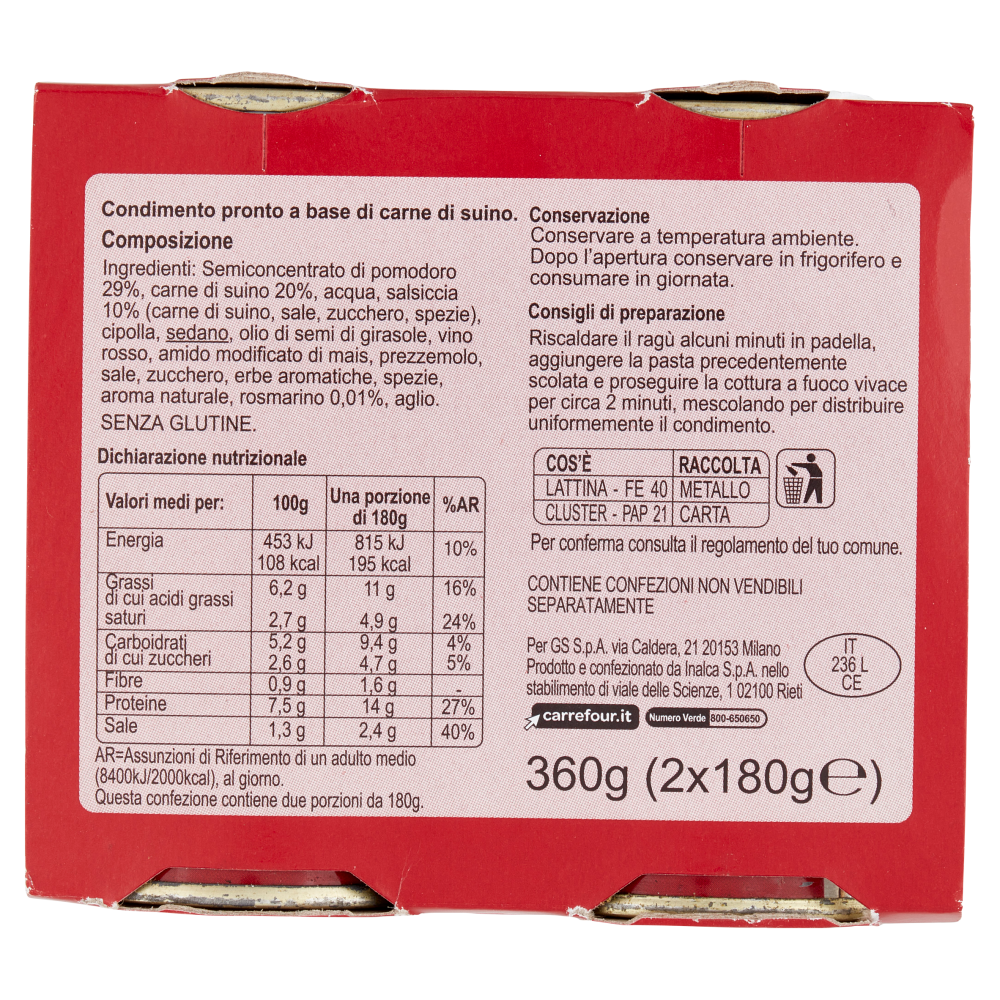 Condimento pronto a base di carne di suino.
Composizione
Ingredienti: Semiconcentrato di pomodoro
29%, carne di suino 20%, acqua, salsiccia
10% (carne di suino, sale, zucchero, spezie),
cipolla, sedano, olio di semi di girasole, vino
rosso, amido modificato di mais, prezzemolo,
sale, zucchero, erbe aromatiche, spezie,
aroma naturale, rosmarino 0,01%, aglio.
SENZA GLUTINE.
Dichiarazione nutrizionale
Valori medi per: 100g Una porzione di 180g %AR
Energia 453 kJ 815 kJ 10%
108 kcal 195 kcal
Grassi 6,2 g 11 g 16%
di cui acidi grassi
saturi 2,7 g 4,9 g 24%
Carboidrati 5,2 g 9,4 g 4%
di cui zuccheri 2,6 g 4,7 g 5%
Fibre 0,9 g 1,6 g -
Proteine 7,5 g 14 g 27%
Sale 1,3 g 2,4 g 40%
AR=Assunzioni di Riferimento di un adulto medio
(8400kJ/2000kcal), al giorno.
Questa confezione contiene due porzioni da 180g.
Conservazione
Conservare a temperatura ambiente.
Dopo l'apertura conservare in frigorifero e
consumare in giornata.
Consigli di preparazione
Riscaldare il ragù alcuni minuti in padella,
aggiungere la pasta precedentemente
scolata e proseguire la cottura a fuoco vivace
per circa 2 minuti, mescolando per distribuire
uniformemente il condimento.
COS'È RACCOLTA
LATTINA - FE 40 METALLO
CLUSTER - PAP 21 CARTA
Per conferma consulta il regolamento del tuo comune.
CONTIENE CONFEZIONI NON VENDIBILI
SEPARATAMENTE
Per GS S.p.A. via Caldera, 21 20153 Milano
Prodotto e confezionato da Inalca S.p.A. nello
stabilimento di viale delle Scienze, 1 02100 Rieti
IT
236 L
CE
carrefour.it Numero Verde 800-650650
360g (2x180g℮)